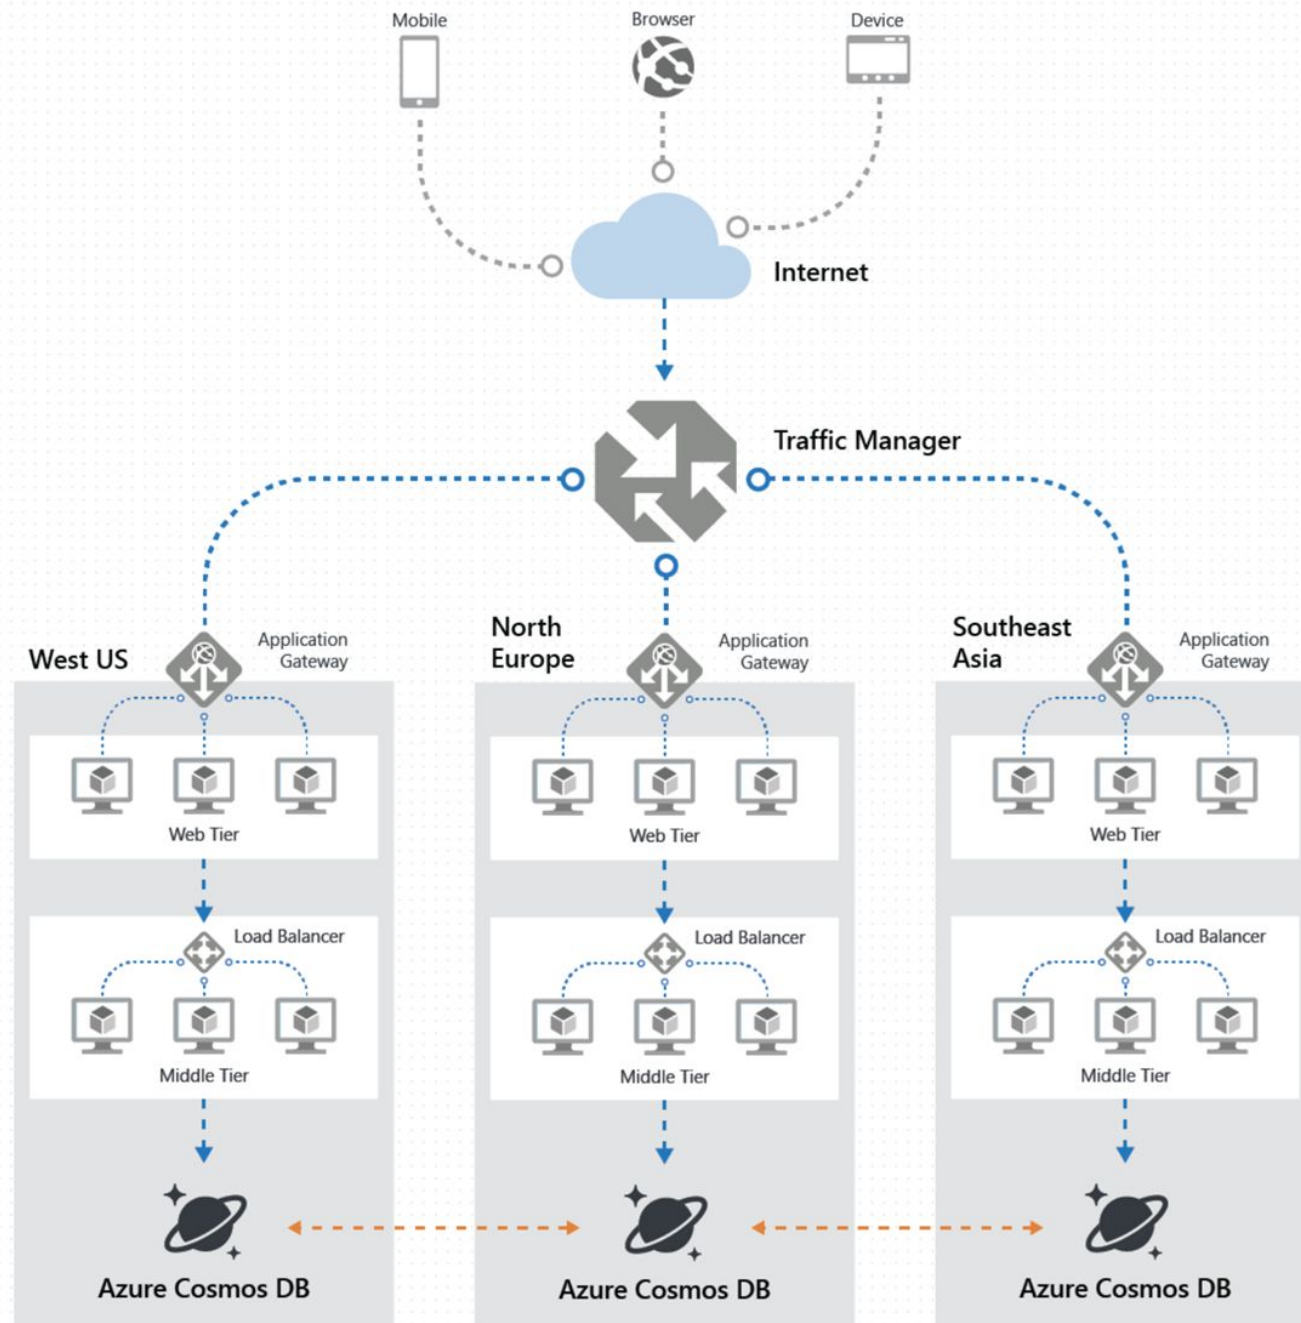 Mobile
Browser
Device
Internet
Traffic Manager
West US
Application
Gateway
North
Europe
Application
Gateway
Southeast
Asia
Application
Gateway
Web Tier
Web Tier
Web Tier
Load Balancer
Load Balancer
Load Balancer
Middle Tier
Middle Tier
Middle Tier
Azure Cosmos DB
Azure Cosmos DB
Azure Cosmos DB